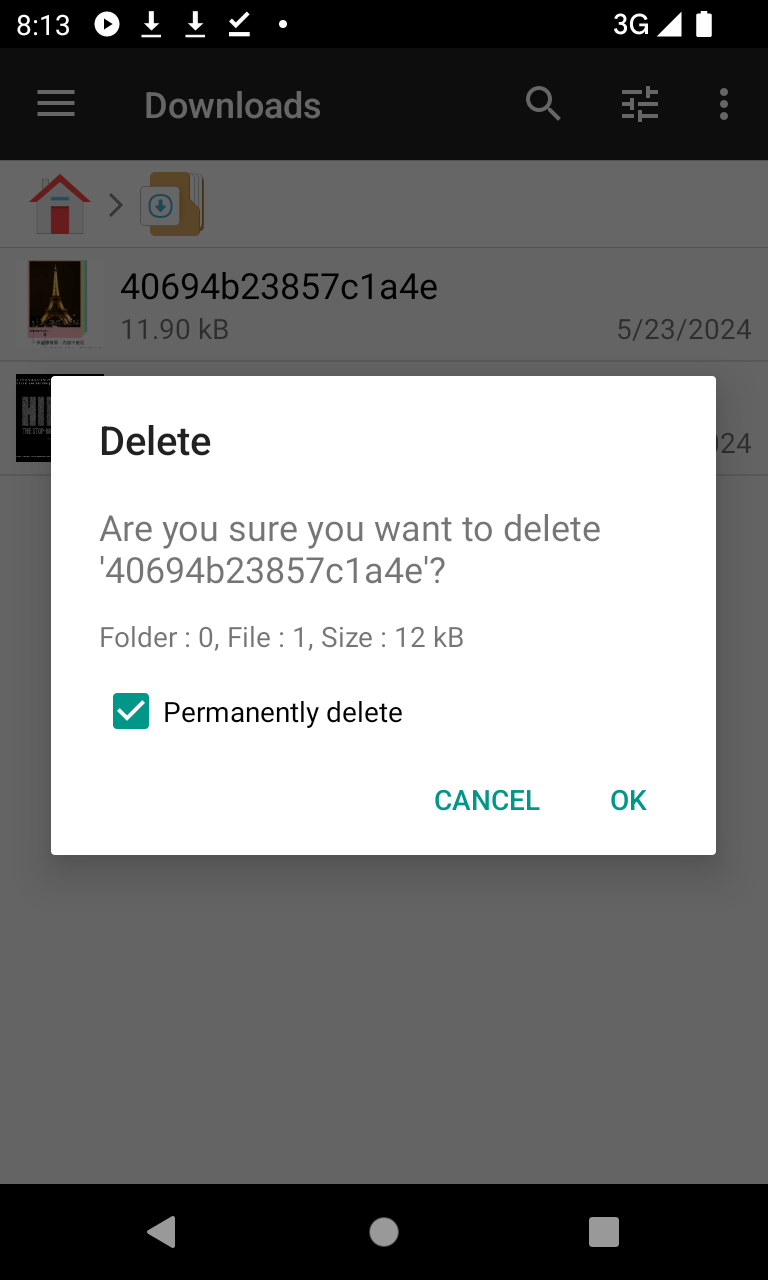 8:13
3G
Downloads
40694b23857c1a4e
11.90 kB
5/23/2024
024
Delete
Are you sure you want to delete
'40694b23857c1a4e'?
Folder : 0, File : 1, Size : 12 kB
Permanently delete
CANCEL
OK